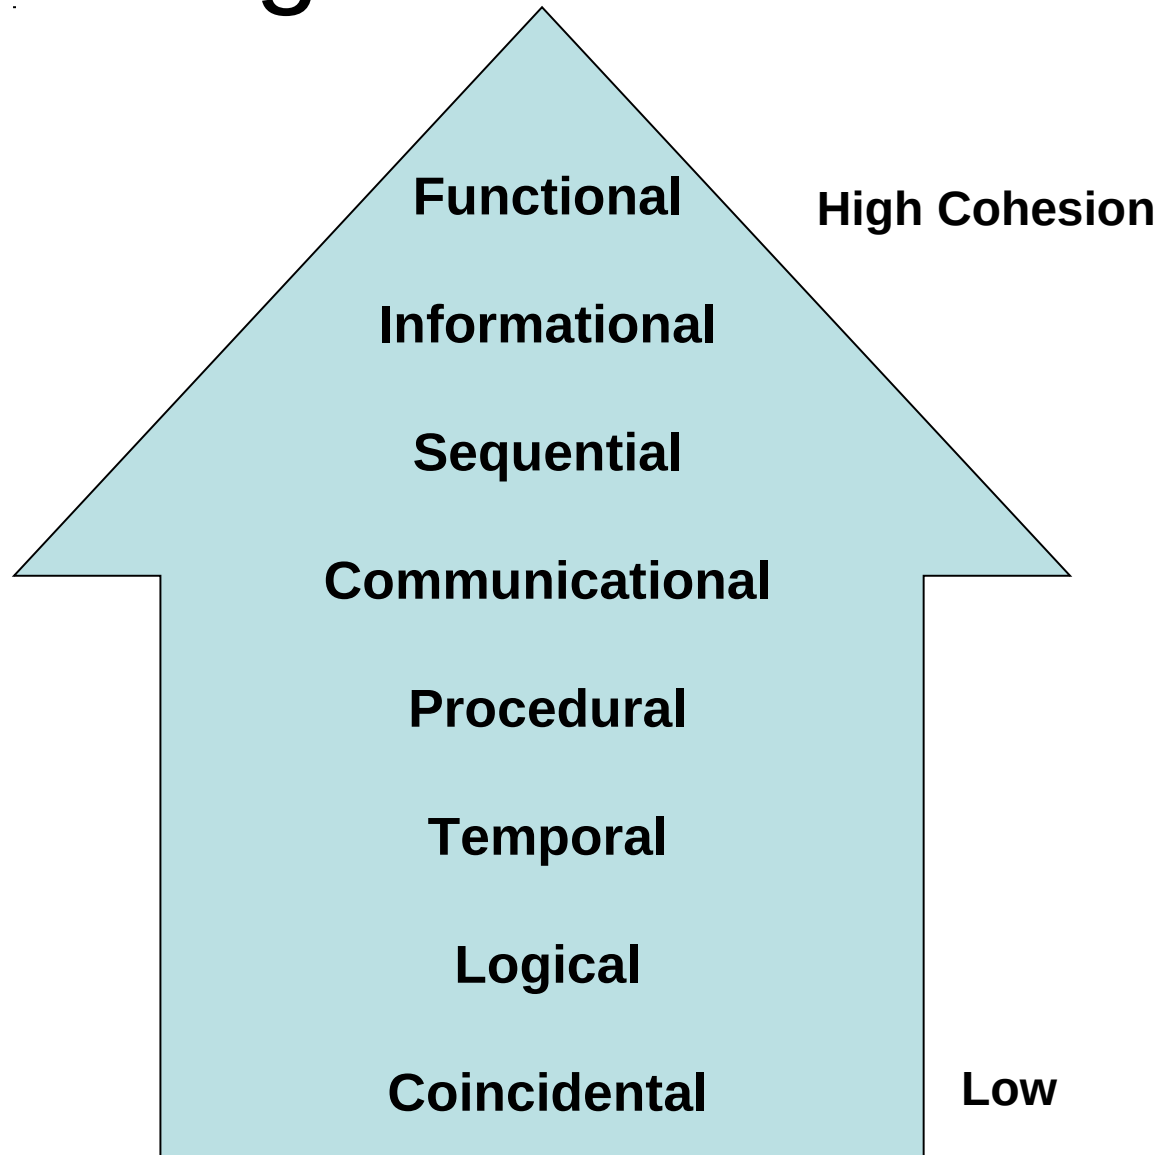 Functional
High Cohesion
Informational
Sequential
Communicational
Procedural
Temporal
Logical
Coincidental
Low